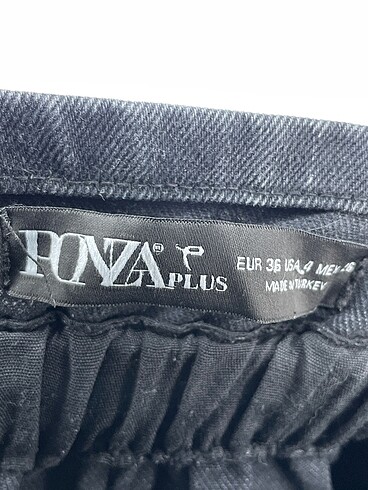 PONZA® PLUS
EUR 36 USA 4 MEX 26
MADE IN TURKEY